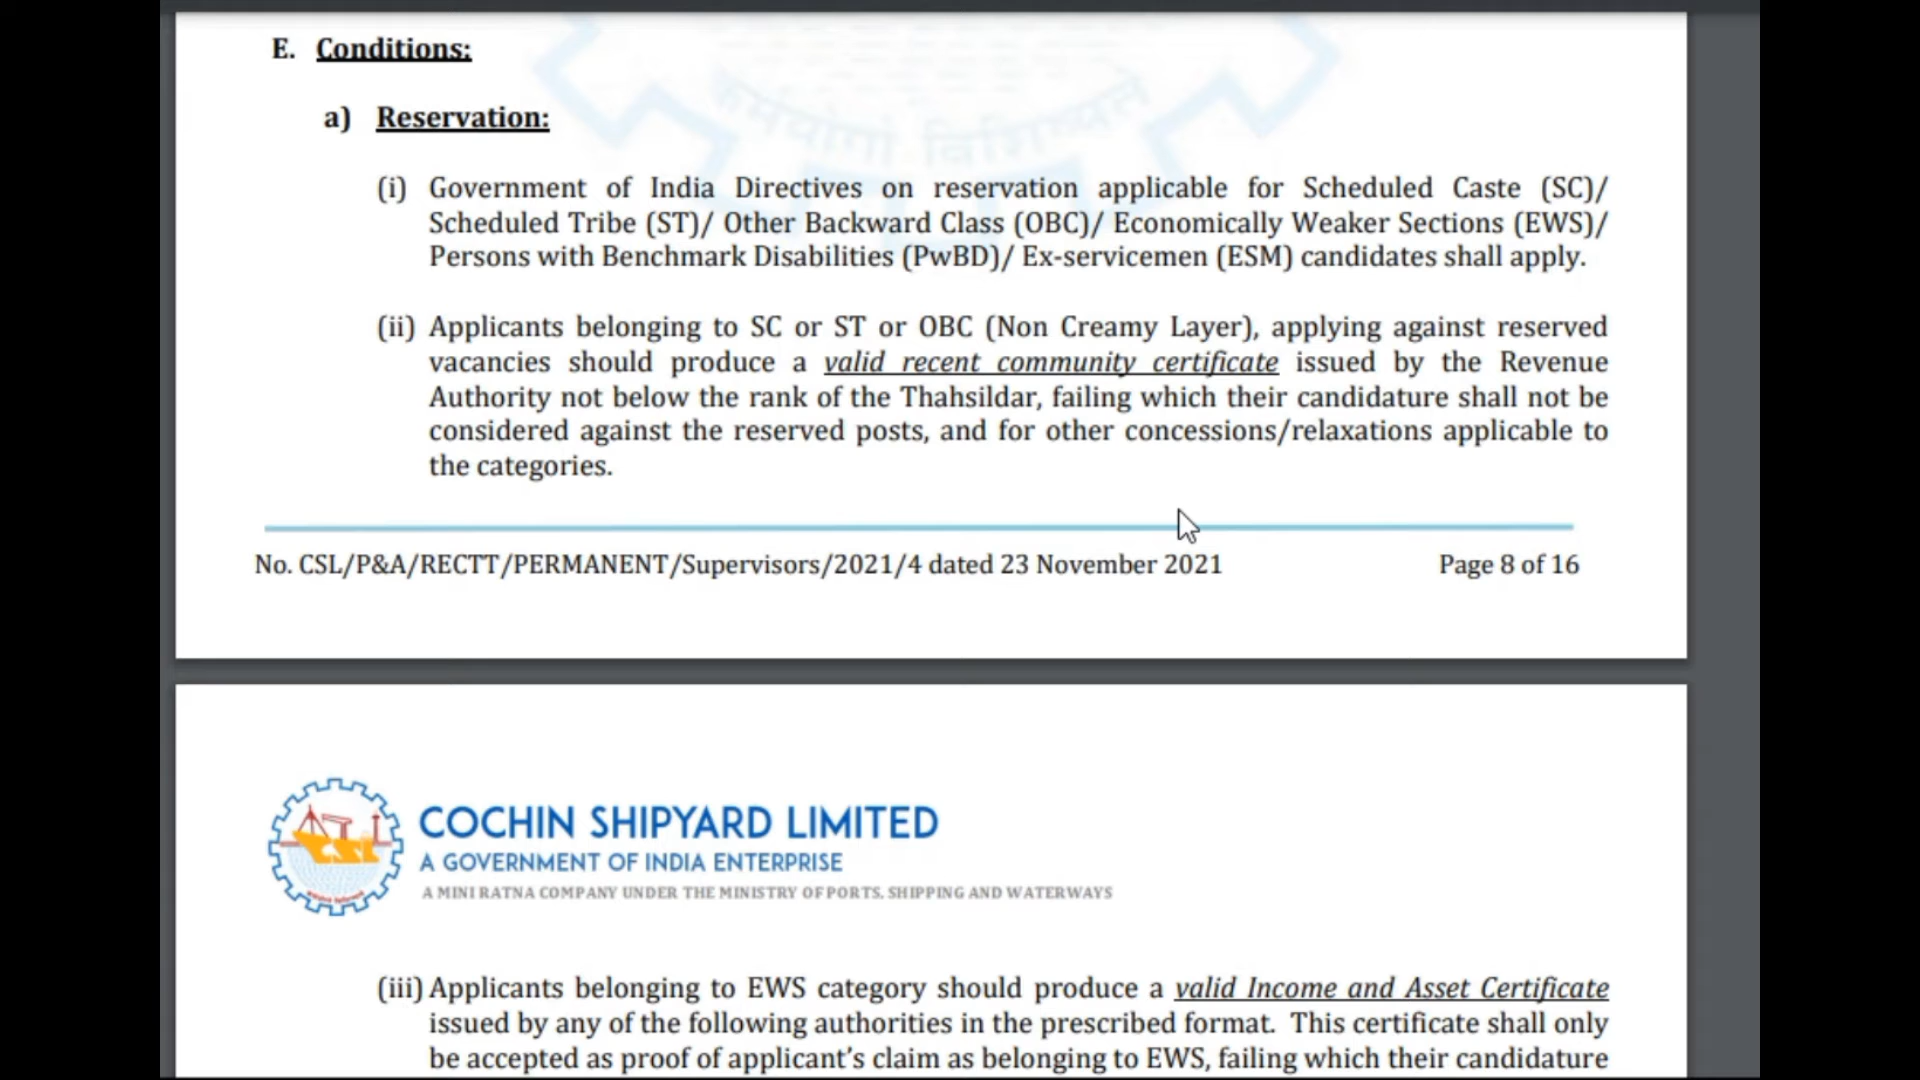 कर्मयोगो विशिष्यते
E. Conditions:
a) Reservation:
(i) Government of India Directives on reservation applicable for Scheduled Caste (SC)/
Scheduled Tribe (ST)/ Other Backward Class (OBC)/ Economically Weaker Sections (EWS)/
Persons with Benchmark Disabilities (PwBD)/ Ex-servicemen (ESM) candidates shall apply.
(ii) Applicants belonging to SC or ST or OBC (Non Creamy Layer), applying against reserved
vacancies should produce a valid recent community certificate issued by the Revenue
Authority not below the rank of the Thahsildar, failing which their candidature shall not be
considered against the reserved posts, and for other concessions/relaxations applicable to
the categories.
No. CSL/P&A/RECTT/PERMANENT/Supervisors/2021/4 dated 23 November 2021 Page 8 of 16
CSL
COCHIN SHIPYARD LIMITED
A GOVERNMENT OF INDIA ENTERPRISE
A MINI RATNA COMPANY UNDER THE MINISTRY OF PORTS, SHIPPING AND WATERWAYS
(iii) Applicants belonging to EWS category should produce a valid Income and Asset Certificate
issued by any of the following authorities in the prescribed format. This certificate shall only
be accepted as proof of applicant's claim as belonging to EWS, failing which their candidature